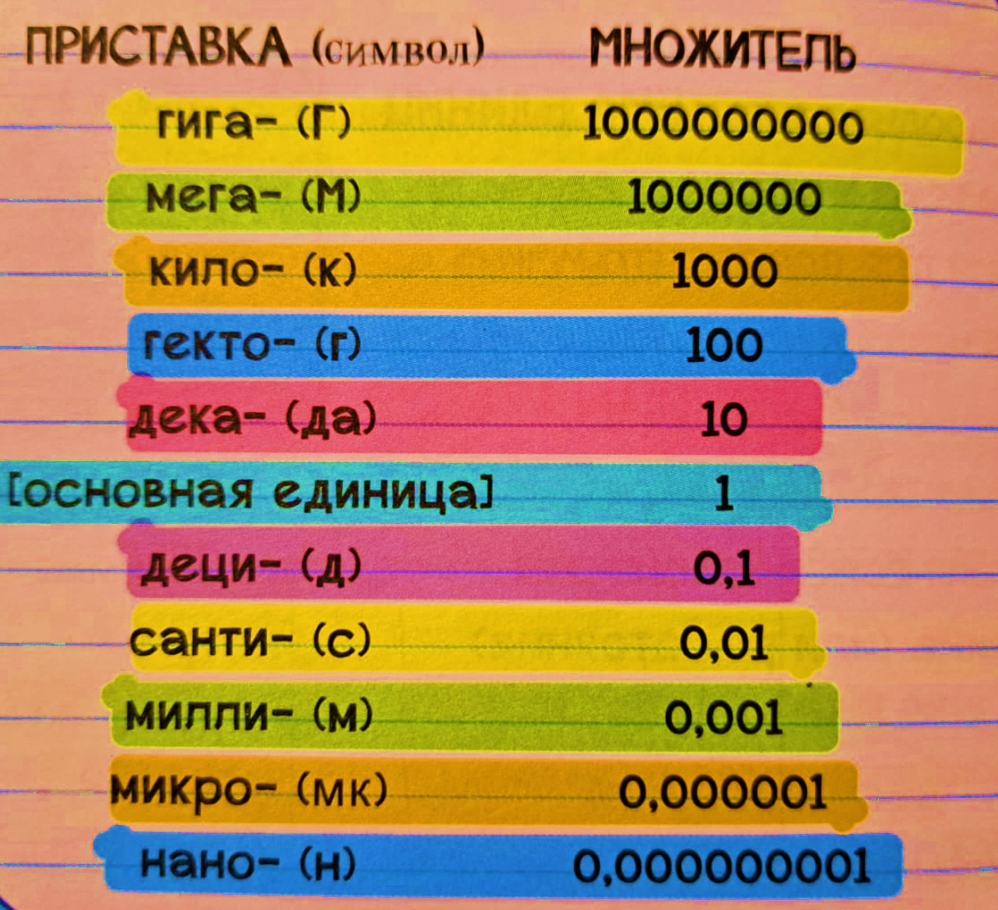 ПРИСТАВКА (символ) МНОЖИТЕЛЬ
гига- (Г) 1000000000
мега- (М) 1000000
кило- (к) 1000
гекто- (г) 100
дека- (да) 10
[основная единица] 1
деци- (д) 0,1
санти- (с) 0,01
милли- (м) 0,001
микро- (мк) 0,000001
нано- (н) 0,000000001